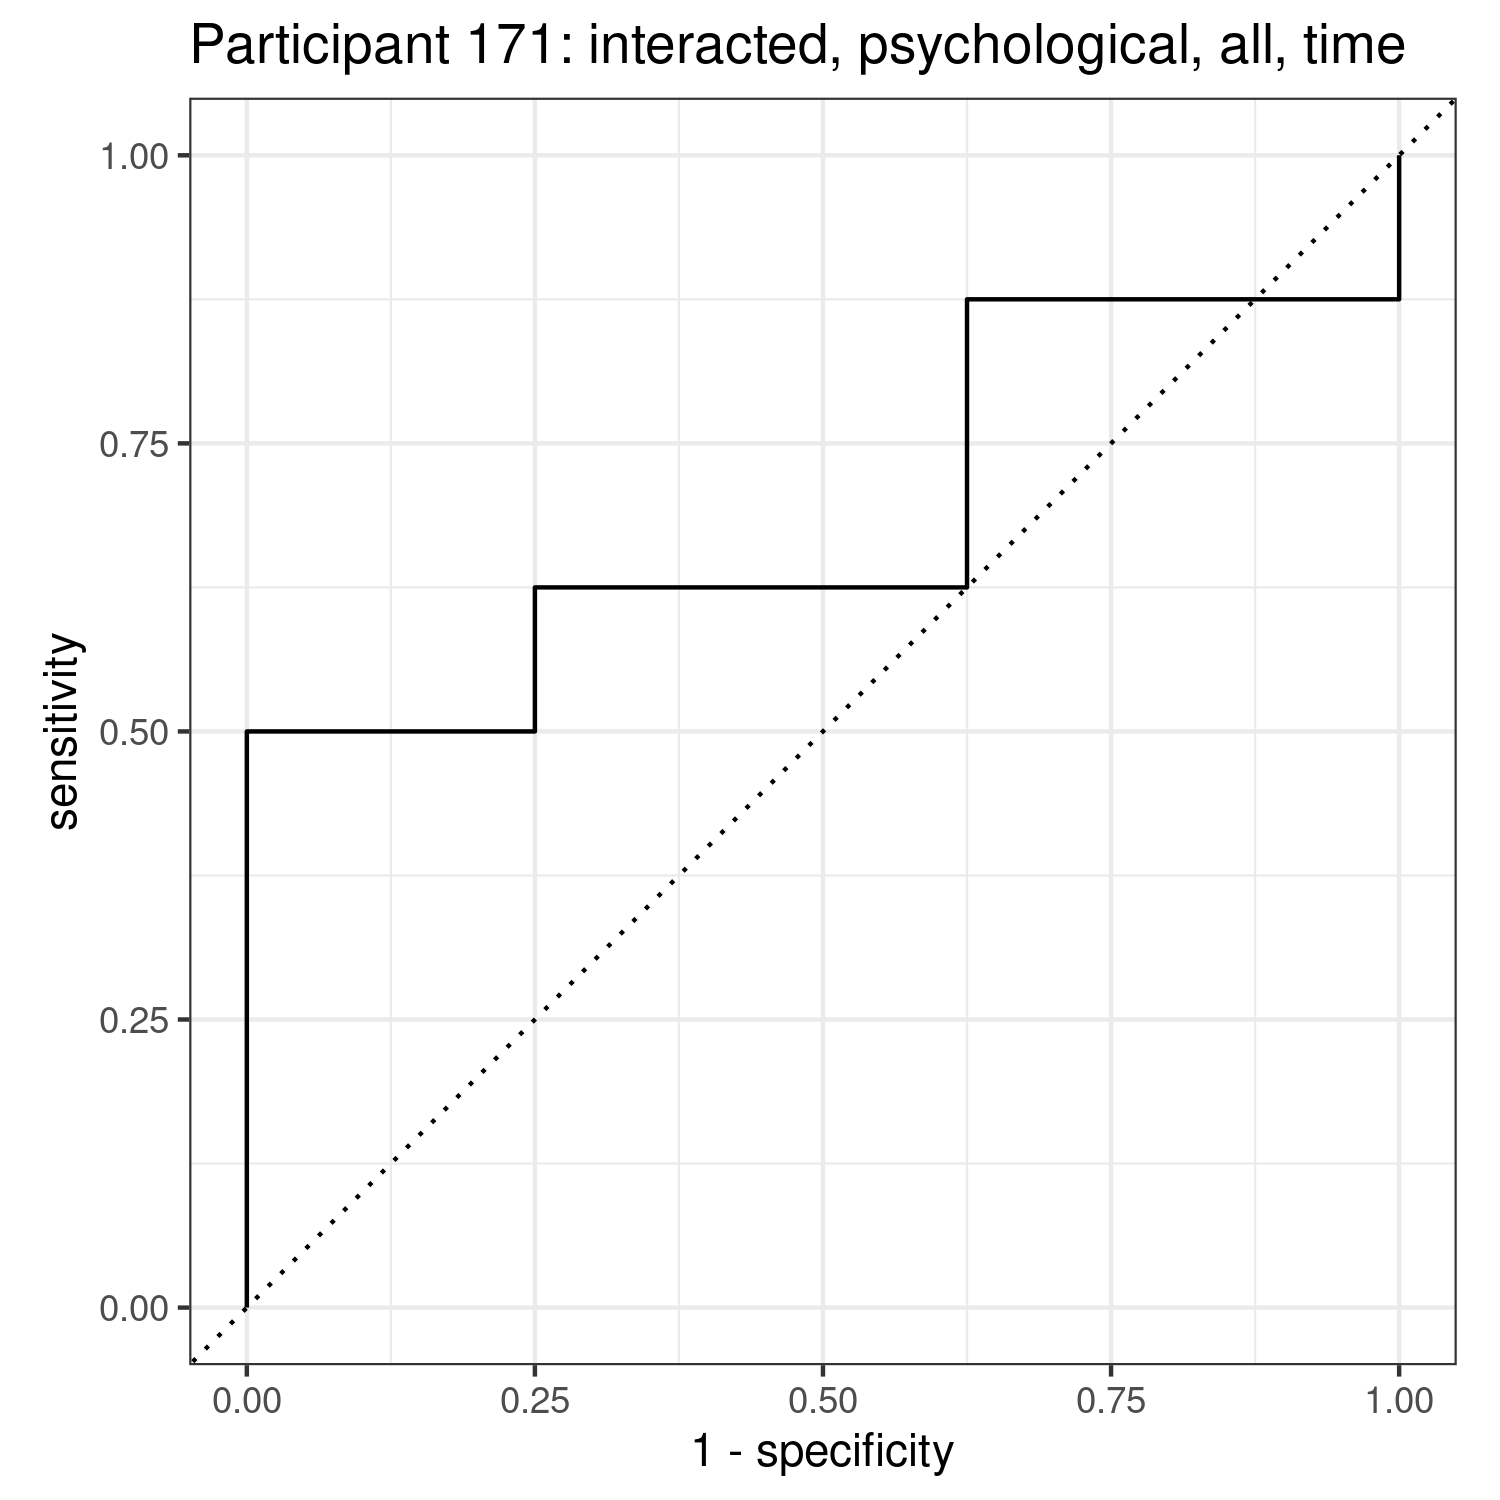 Participant 171: interacted, psychological, all, time
1.00
0.75
0.50
0.25
0.00
sensitivity
0.00 0.25 0.50 0.75 1.00
1 - specificity